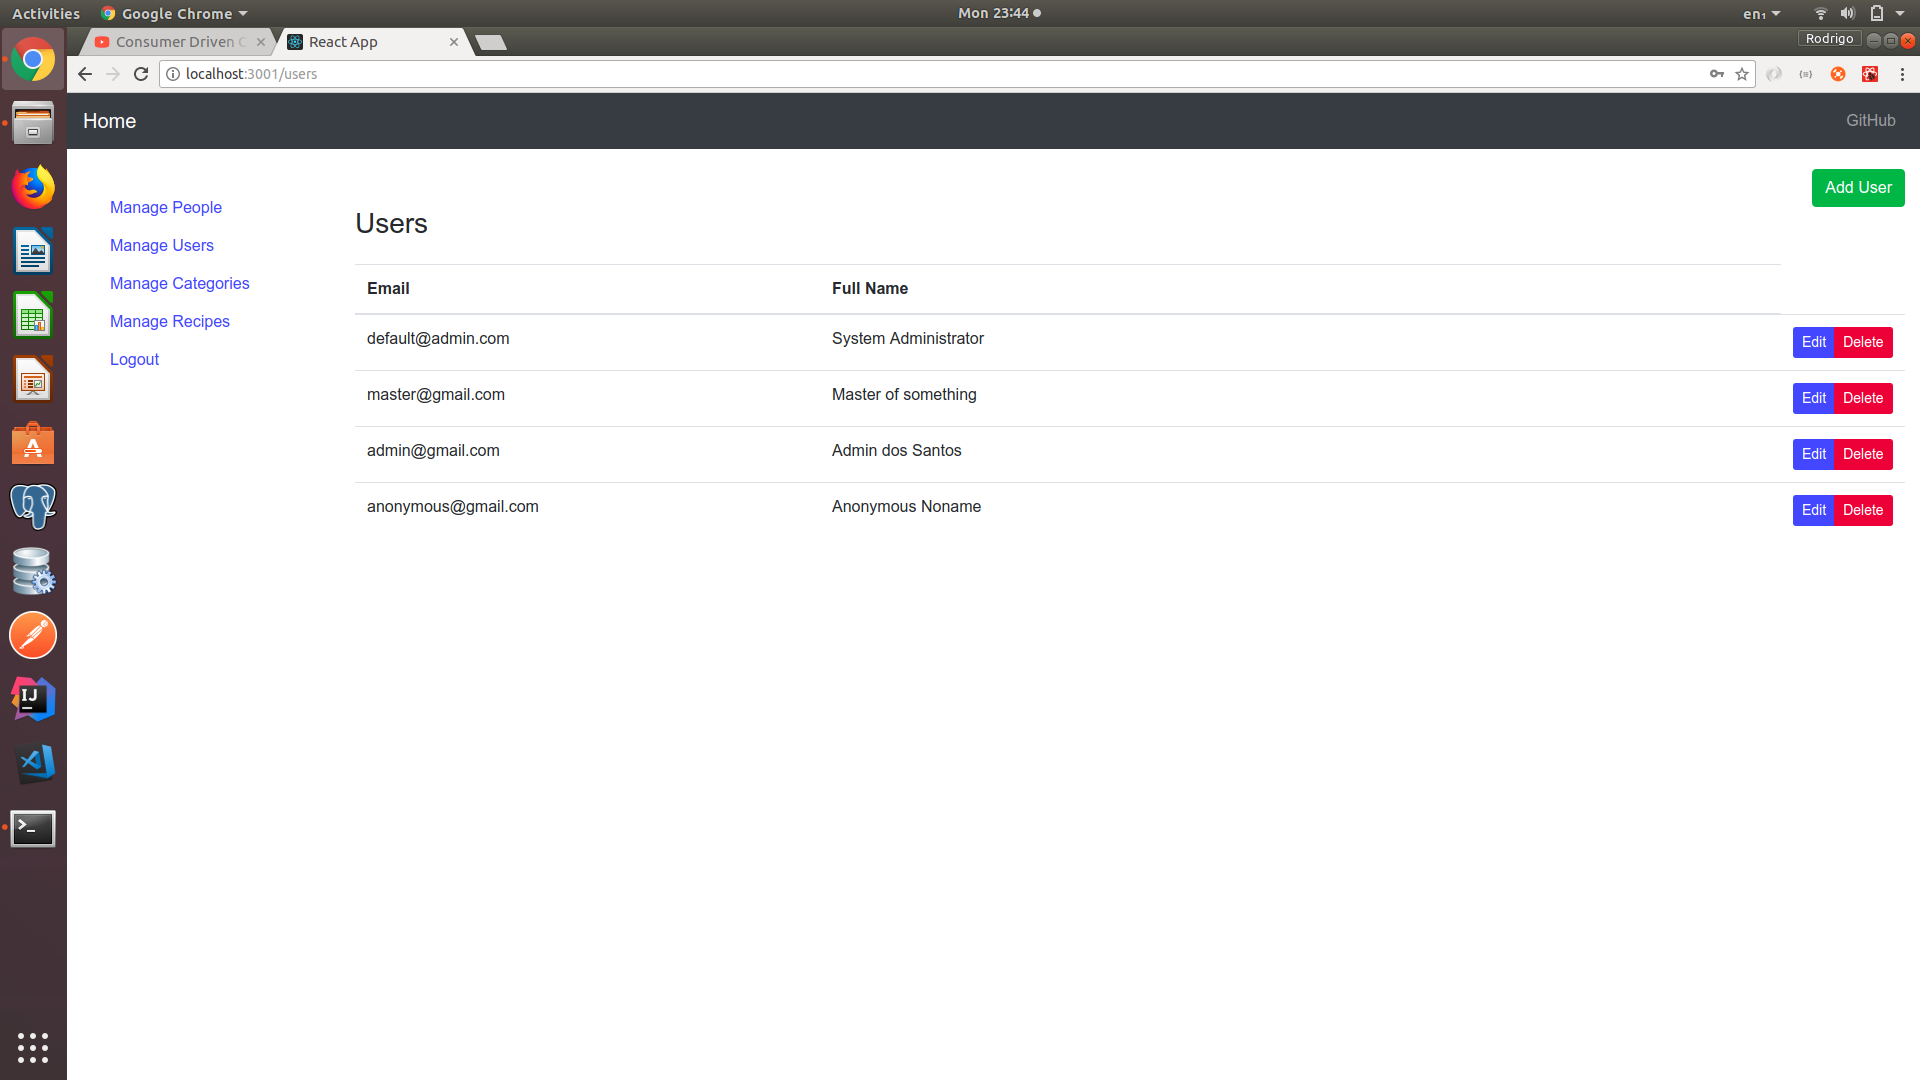 Activities Google Chrome Mon 23:44 en₁
Consumer Driven C React App Rodrigo
localhost:3001/users
Home GitHub
Add User
Manage People
Manage Users
Manage Categories
Manage Recipes
Logout
Users
Email Full Name
default@admin.com System Administrator Edit Delete
master@gmail.com Master of something Edit Delete
admin@gmail.com Admin dos Santos Edit Delete
anonymous@gmail.com Anonymous Noname Edit Delete
IJ